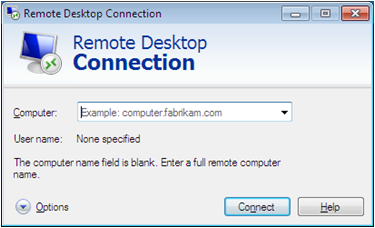 Remote Desktop Connection
Remote Desktop
Connection
Computer: Example: computer.fabrikam.com
User name: None specified
The computer name field is blank. Enter a full remote computer
name.
Options Connect Help